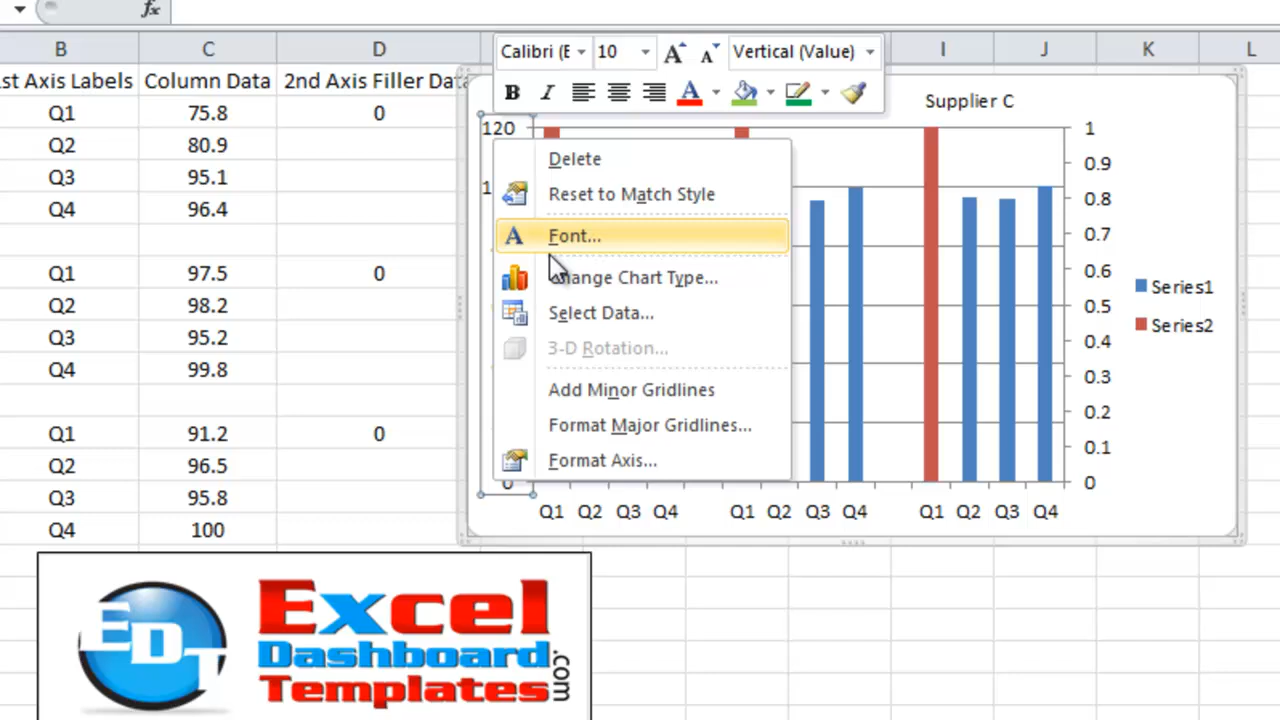 fx
B C D I J K L
st Axis Labels Column Data 2nd Axis Filler Data
Q1 75.8 0
Q2 80.9
Q3 95.1
Q4 96.4
Q1 97.5 0
Q2 98.2
Q3 95.2
Q4 99.8
Q1 91.2 0
Q2 96.5
Q3 95.8
Q4 100
Calibri (E 10 A A Vertical (Value)
B I A
Supplier C
120
1
0
Delete
Reset to Match Style
A Font...
Change Chart Type...
Select Data...
3-D Rotation...
Add Minor Gridlines
Format Major Gridlines...
Format Axis...
1
0.9
0.8
0.7
0.6
0.5
0.4
0.3
0.2
0.1
0
Series1
Series2
Q1 Q2 Q3 Q4 Q1 Q2 Q3 Q4 Q1 Q2 Q3 Q4
EDT
Excel
Dashboard
Templates
.com